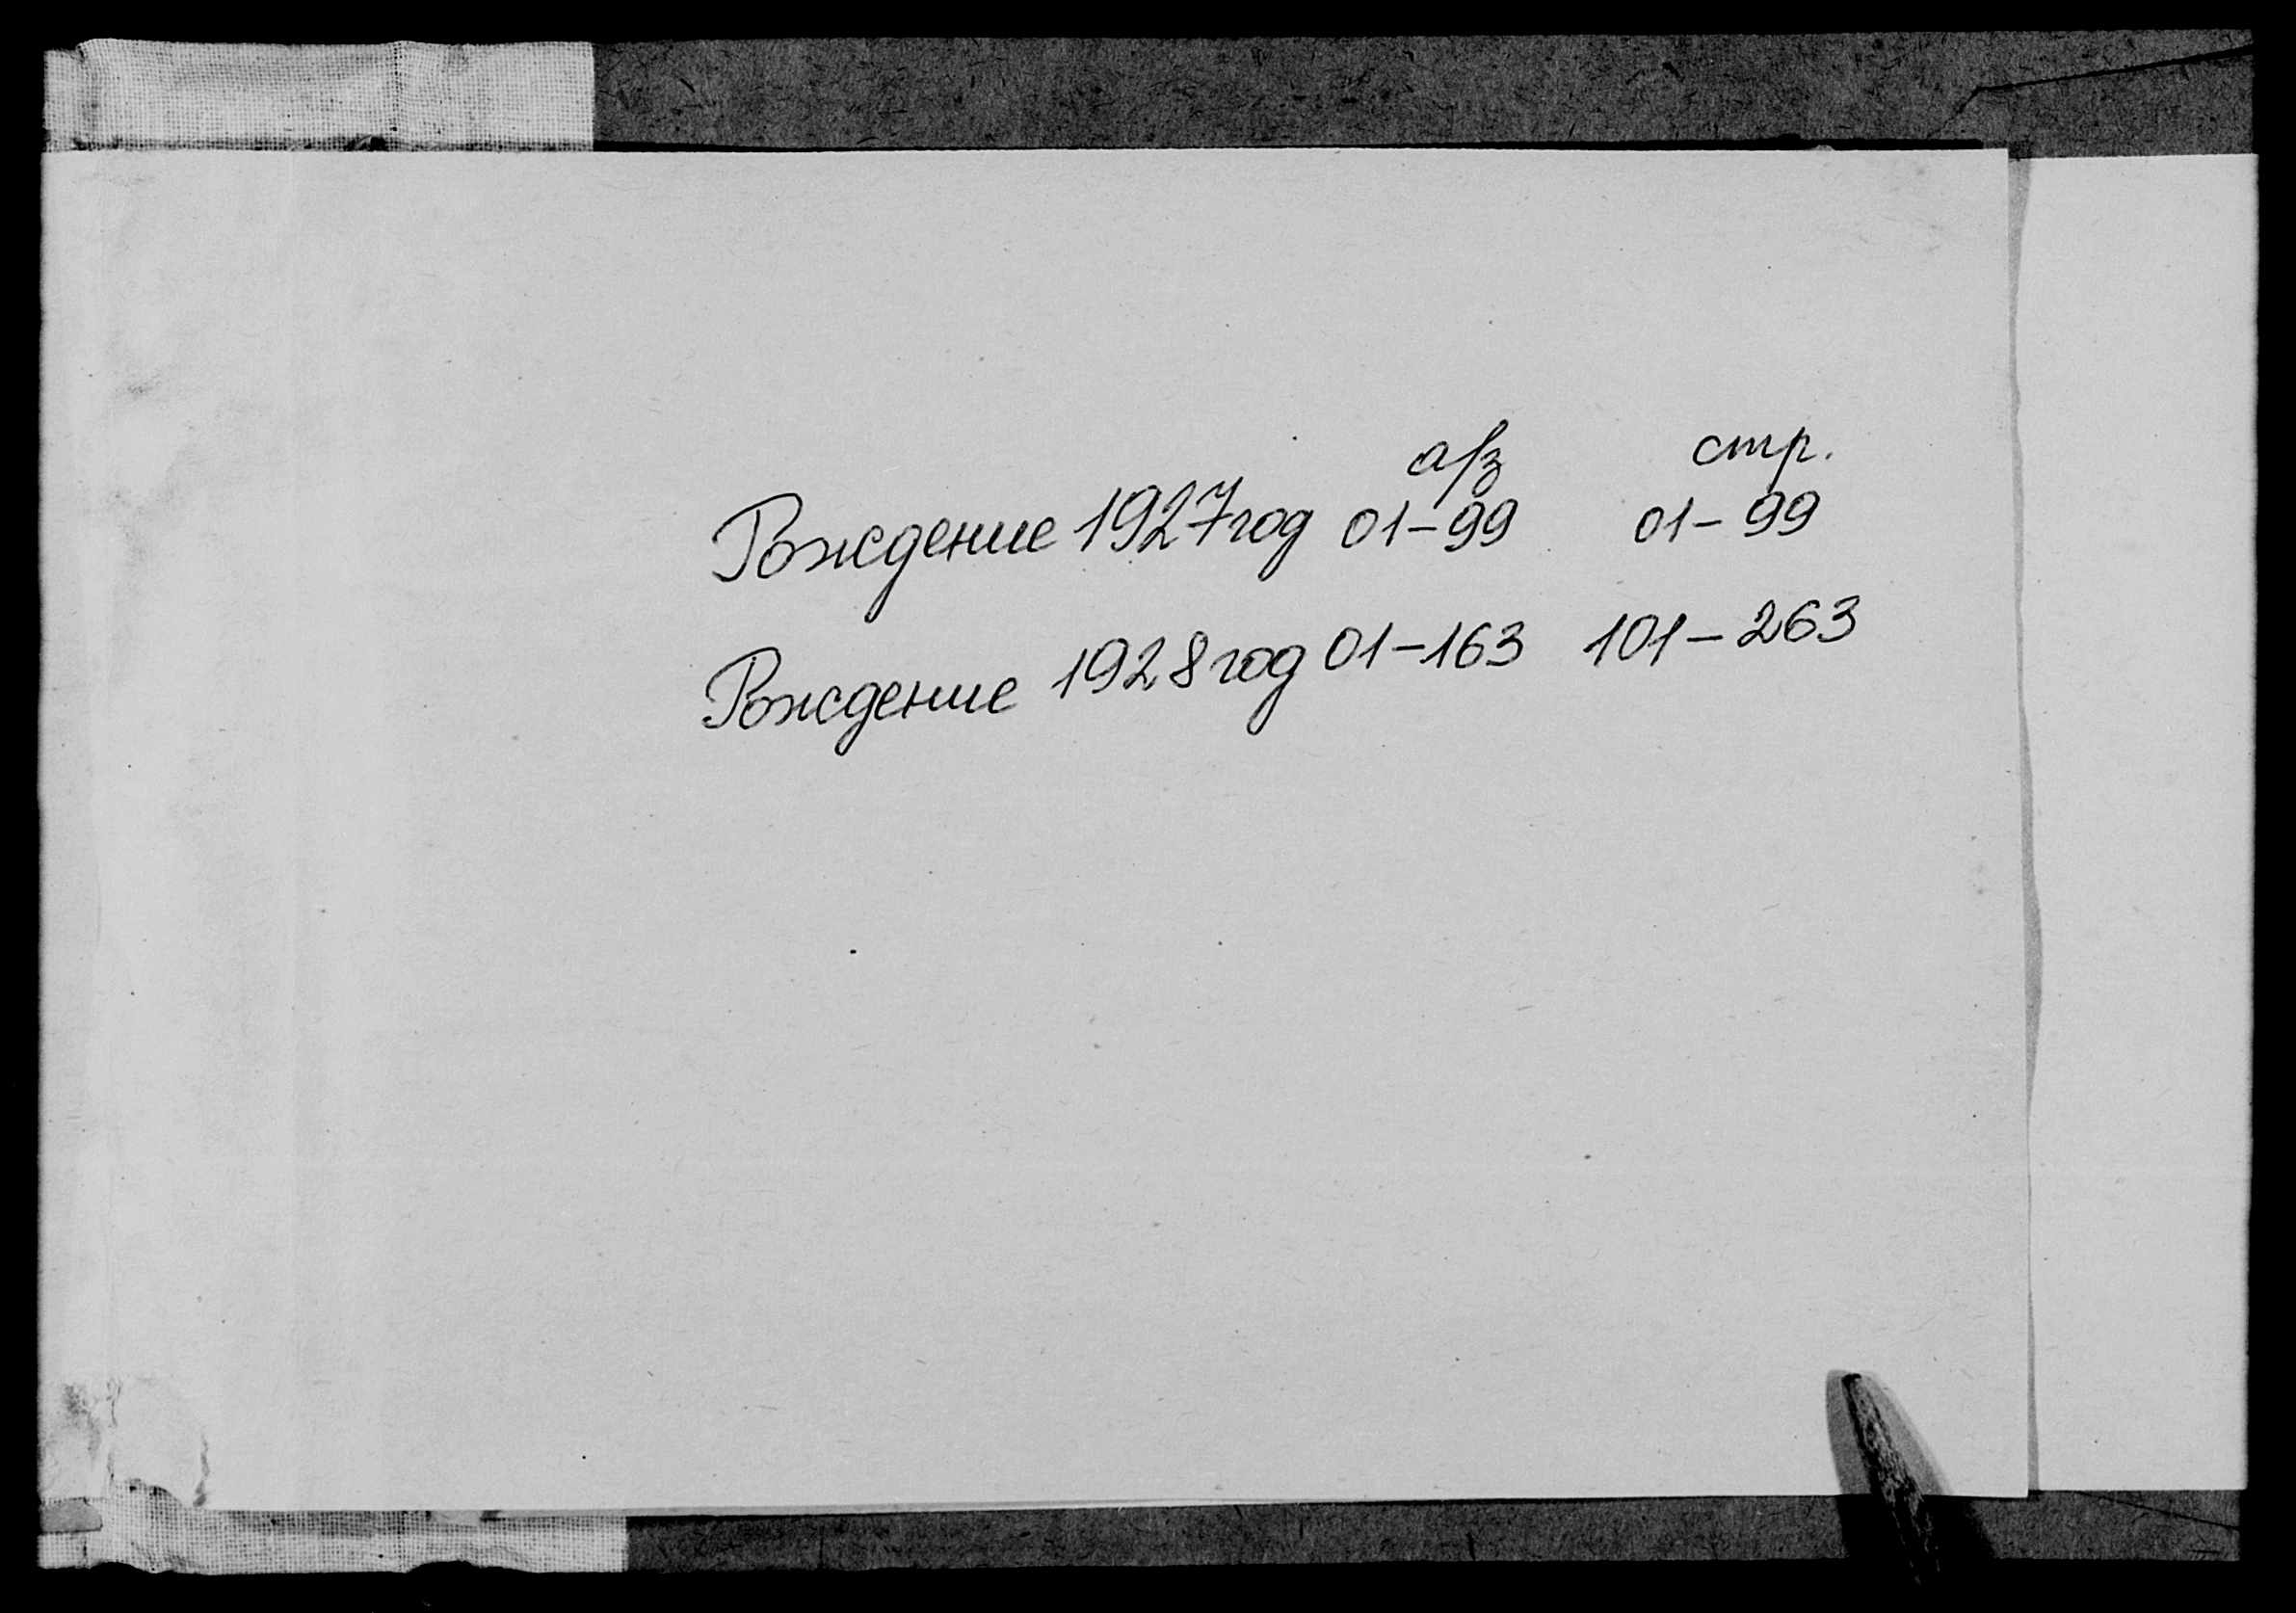 а/з стр.
Рождение 1927 год 01-99 01-99
Рождение 1928 год 01-163 101-263